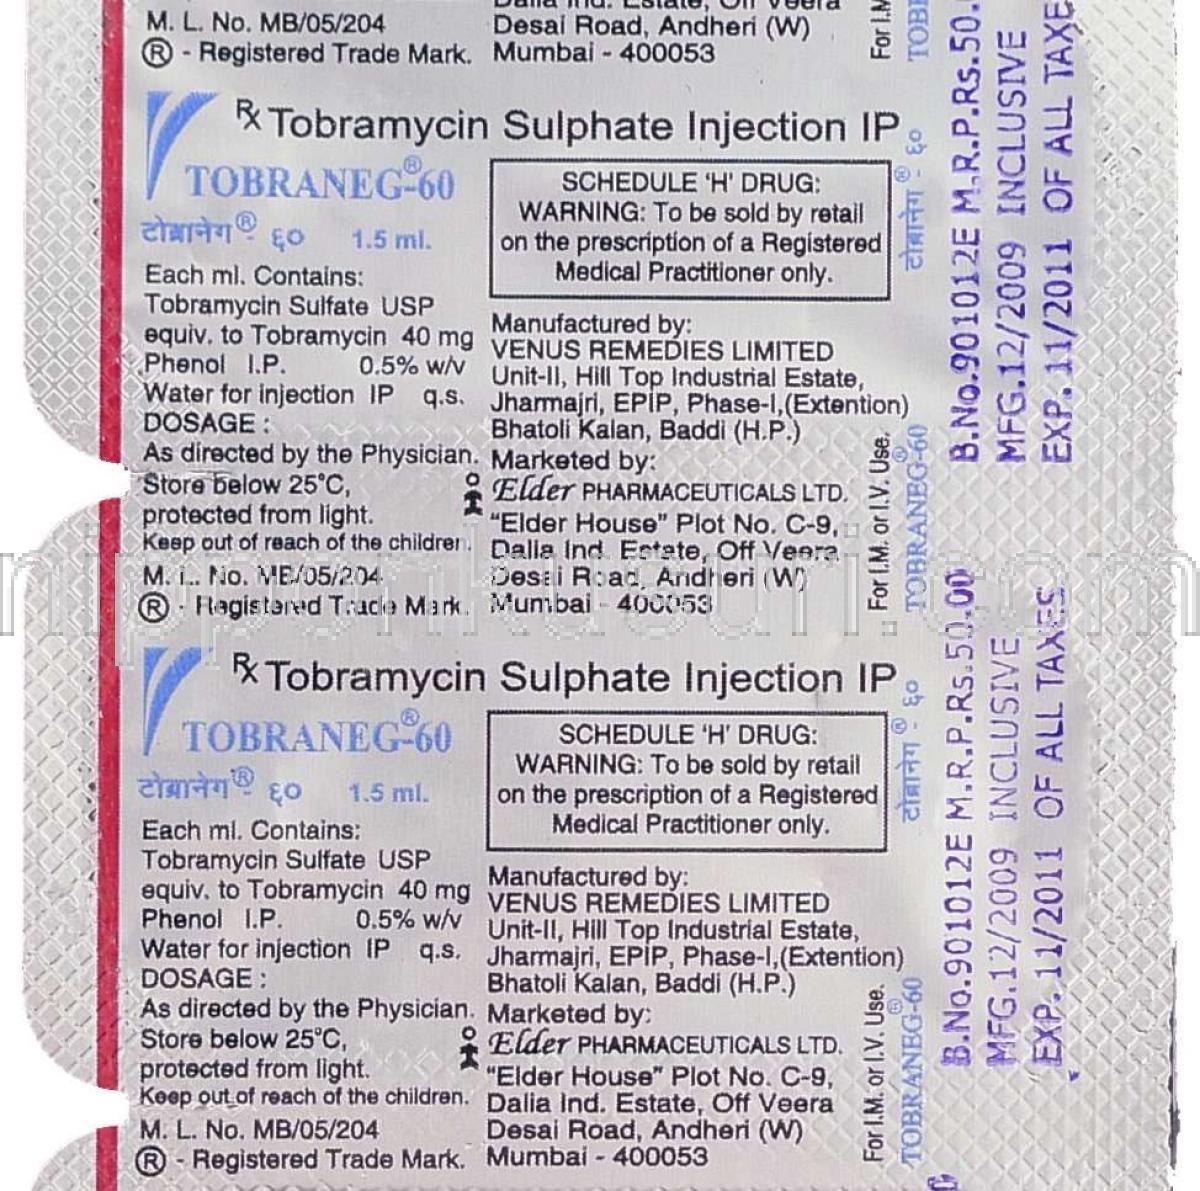 M. L. No. MB/05/204
® - Registered Trade Mark.
Desai Road, Andheri (W)
Mumbai - 400053
Rx Tobramycin Sulphate Injection IP
TOBRANEG®-60
टोब्रानेग® - ६० 1.5 ml.
Each ml. Contains:
Tobramycin Sulfate USP
equiv. to Tobramycin 40 mg
Phenol I.P. 0.5% w/v
Water for injection IP q.s.
DOSAGE :
As directed by the Physician.
Store below 25°C,
protected from light.
Keep out of reach of the children.
M. L. No. MB/05/204
® - Registered Trade Mark.
SCHEDULE 'H' DRUG:
WARNING: To be sold by retail
on the prescription of a Registered
Medical Practitioner only.
Manufactured by:
VENUS REMEDIES LIMITED
Unit-II, Hill Top Industrial Estate,
Jharmajri, EPIP, Phase-I,(Extention)
Bhatoli Kalan, Baddi (H.P.)
Marketed by:
Elder PHARMACEUTICALS LTD.
"Elder House" Plot No. C-9,
Dalia Ind. Estate, Off Veera
Desai Road, Andheri (W)
Mumbai - 400053
For I.M. or I.V. Use.
TOBRANEG®-60
टोब्रानेग® - ६०
B.No.901012E M.R.P.Rs.50.
MFG.12/2009 INCLUSIVE
EXP.11/2011 OF ALL TAXE
nipponkusuri.com
Rx Tobramycin Sulphate Injection IP
TOBRANEG®-60
टोब्रानेग® ६० 1.5 ml.
Each ml. Contains:
Tobramycin Sulfate USP
equiv. to Tobramycin 40 mg
Phenol I.P. 0.5% w/v
Water for injection IP q.s.
DOSAGE :
As directed by the Physician.
Store below 25°C,
protected from light.
Keep out of reach of the children.
M. L. No. MB/05/204
® - Registered Trade Mark.
SCHEDULE 'H' DRUG:
WARNING: To be sold by retail
on the prescription of a Registered
Medical Practitioner only.
Manufactured by:
VENUS REMEDIES LIMITED
Unit-II, Hill Top Industrial Estate,
Jharmajri, EPIP, Phase-I,(Extention)
Bhatoli Kalan, Baddi (H.P.)
Marketed by:
Elder PHARMACEUTICALS LTD.
"Elder House" Plot No. C-9,
Dalia Ind. Estate, Off Veera
Desai Road, Andheri (W)
Mumbai - 400053
For I.M. or I.V. Use.
TOBRANEG®-60
टोब्रानेग® - ६०
B.No.901012E M.R.P.Rs.50.00
MFG.12/2009 INCLUSIVE
EXP.11/2011 OF ALL TAXES